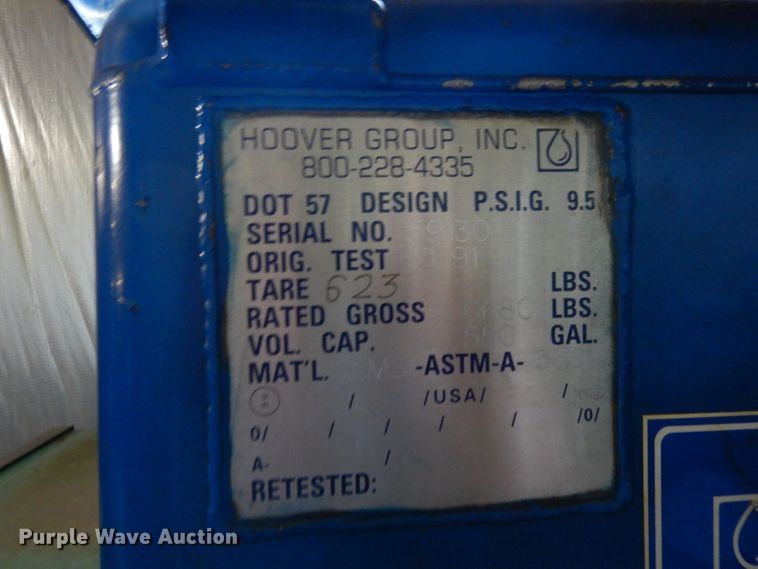 HOOVER GROUP, INC.
800-228-4335
DOT 57 DESIGN P.S.I.G. 9.5
SERIAL NO.
ORIG. TEST
TARE 623 LBS.
RATED GROSS LBS.
VOL. CAP. GAL.
MAT'L. -ASTM-A-
/ /USA/ /
0/ / / / / /0/
A- /
RETESTED:
Purple Wave Auction